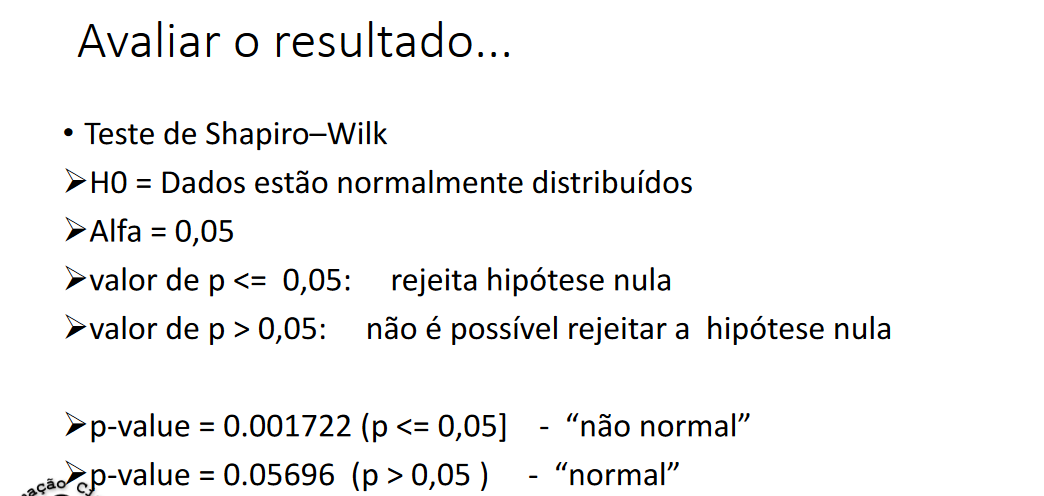 Avaliar o resultado...
• Teste de Shapiro–Wilk
➢H0 = Dados estão normalmente distribuídos
➢Alfa = 0,05
➢valor de p <= 0,05: rejeita hipótese nula
➢valor de p > 0,05: não é possível rejeitar a hipótese nula
➢p-value = 0.001722 (p <= 0,05] - “não normal”
➢p-value = 0.05696 (p > 0,05 ) - “normal”